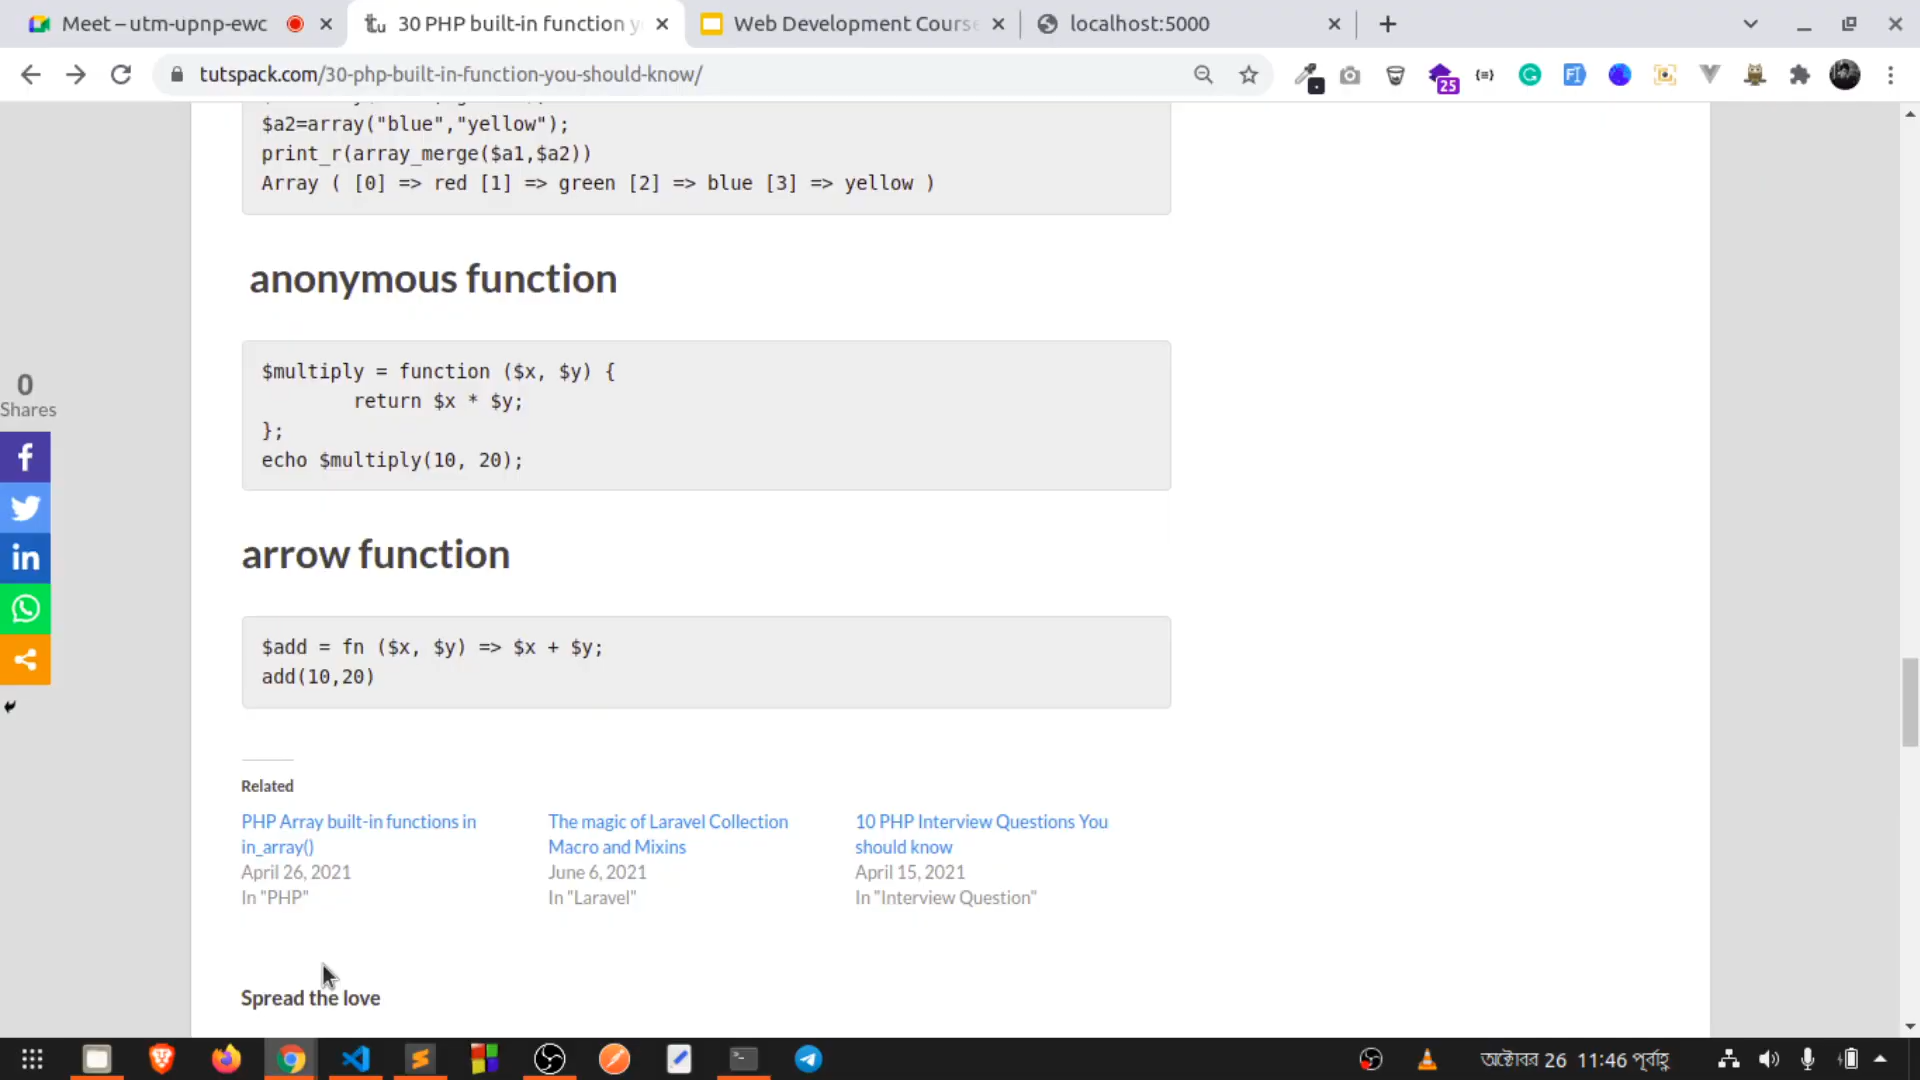 Meet – utm-upnp-ewc
30 PHP built-in function y
Web Development Course
localhost:5000
tutspack.com/30-php-built-in-function-you-should-know/
25
$a2=array("blue","yellow");
print_r(array_merge($a1,$a2))
Array ( [0] => red [1] => green [2] => blue [3] => yellow )
anonymous function
$multiply = function ($x, $y) {
return $x * $y;
};
echo $multiply(10, 20);
0
Shares
arrow function
$add = fn ($x, $y) => $x + $y;
add(10,20)
Related
PHP Array built-in functions in
in_array()
April 26, 2021
In "PHP"
The magic of Laravel Collection
Macro and Mixins
June 6, 2021
In "Laravel"
10 PHP Interview Questions You
should know
April 15, 2021
In "Interview Question"
Spread the love
অক্টোবর 26 11:46 পূর্বাহ্ণ